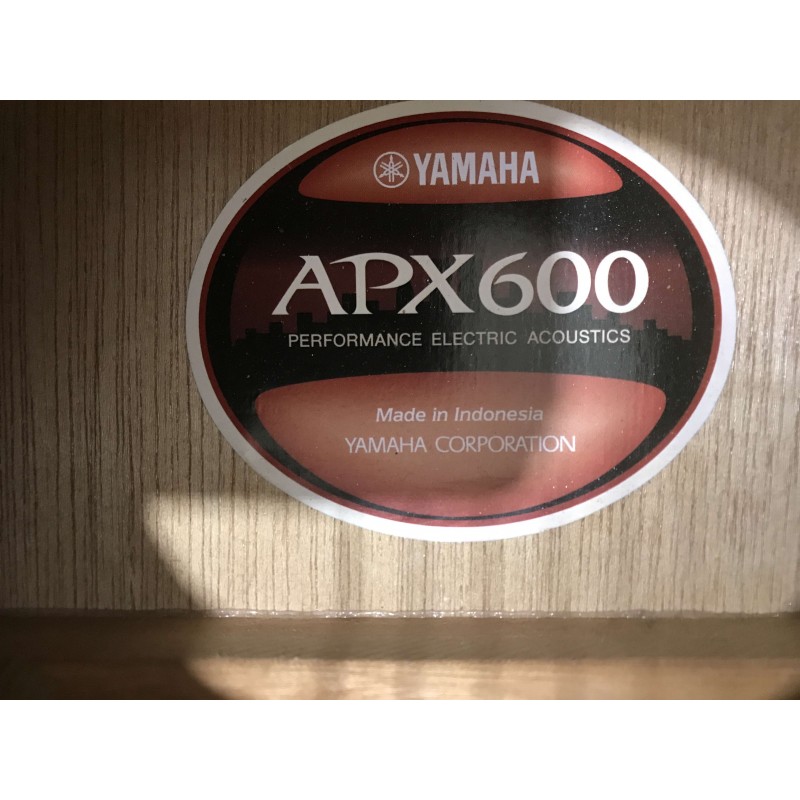 YAMAHA
APX600
PERFORMANCE ELECTRIC ACOUSTICS
Made in Indonesia
YAMAHA CORPORATION